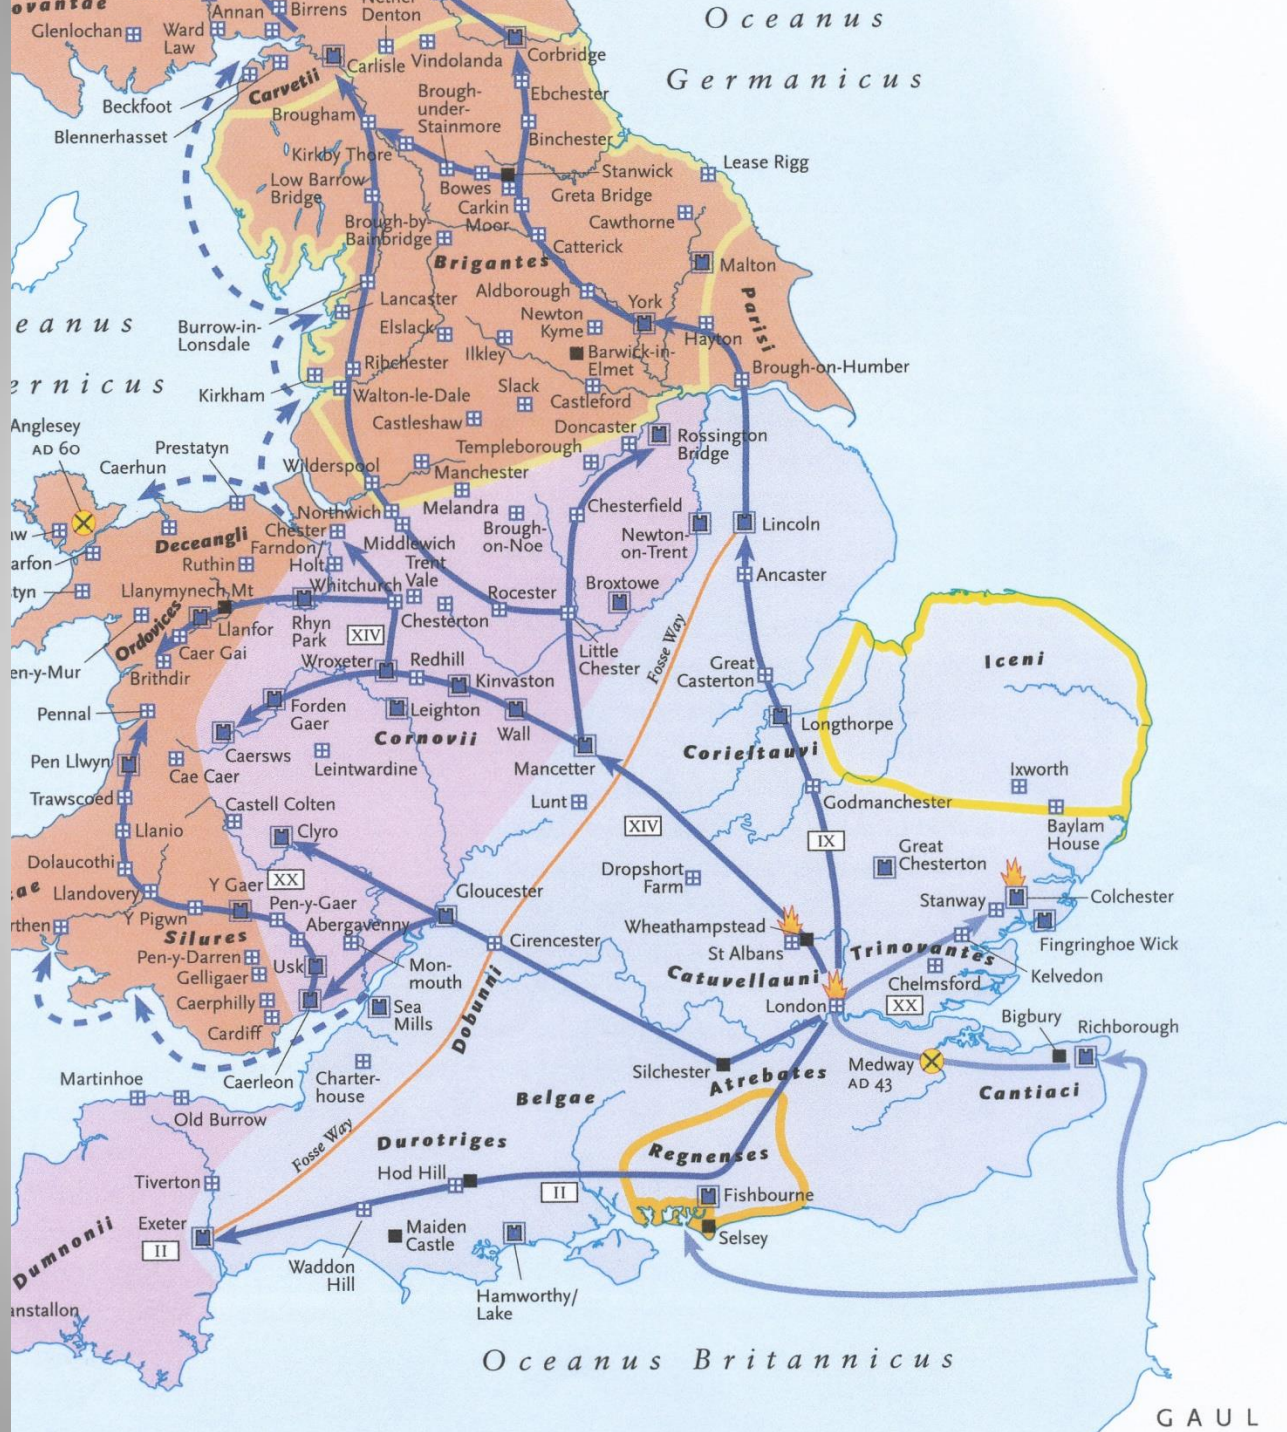 ovantae
Annan
Birrens
Nether
Denton
Oceanus
Germanicus
Glenlochan
Ward
Law
Carlisle
Vindolanda
Corbridge
Carvetii
Beckfoot
Blennerhasset
Brougham
Brough-
under-
Stainmore
Ebchester
Binchester
Kirkby Thore
Stanwick
Lease Rigg
Low Barrow
Bridge
Bowes
Greta Bridge
Carkin
Moor
Cawthorne
Brough-by-
Bainbridge
Catterick
Brigantes
Malton
Parisi
Aldborough
York
Lancaster
eanus
Burrow-in-
Lonsdale
Elslack
Newton
Kyme
Hayton
Ilkley
Barwick-in-
Elmet
Ribchester
Brough-on-Humber
ernicus
Kirkham
Walton-le-Dale
Slack
Castleford
Castleshaw
Doncaster
Anglesey
AD 60
Prestatyn
Templeborough
Rossington
Bridge
Caerhun
Wilderspool
Manchester
Northwich
Melandra
Chesterfield
Chester
Brough-
on-Noe
Newton-
on-Trent
Lincoln
Deceangli
Farndon/
Holt
Middlewich
arfon
Ruthin
Trent
Vale
Ancaster
styn
Llanymynech Mt
Whitchurch
Rocester
Broxtowe
Ordovices
Llanfor
Rhyn
Park
XIV
Chesterton
Fosse Way
Caer Gai
Little
Chester
en-y-Mur
Brithdir
Wroxeter
Redhill
Kinvaston
Great
Casterton
Iceni
Pennal
Forden
Gaer
Leighton
Wall
Longthorpe
Cornovii
Corieltauvi
Pen Llwyn
Caersws
Cae Caer
Leintwardine
Mancetter
Ixworth
Trawscoed
Castell Colten
Lunt
Godmanchester
Llanio
Clyro
XIV
IX
Baylam
House
Great
Chesterton
Dolaucothi
Dropshort
Farm
ae
Llandovery
Y Gaer
XX
Gloucester
Stanway
Colchester
Pen-y-Gaer
Y Pigwn
Abergavenny
Wheathampstead
rthen
Silures
Cirencester
St Albans
Trinovantes
Fingringhoe Wick
Pen-y-Darren
Usk
Mon-
mouth
Catuvellauni
Kelvedon
Gelligaer
Chelmsford
Caerphilly
Sea
Mills
Dobunni
London
XX
Cardiff
Bigbury
Richborough
Martinhoe
Caerleon
Charter-
house
Silchester
Atrebates
Medway
AD 43
Cantiaci
Old Burrow
Belgae
Fosse Way
Durotriges
Regnenses
Tiverton
Hod Hill
II
Fishbourne
Exeter
II
Maiden
Castle
Selsey
Dumnonii
Waddon
Hill
Hamworthy/
Lake
anstallon
Oceanus Britannicus
GAUL